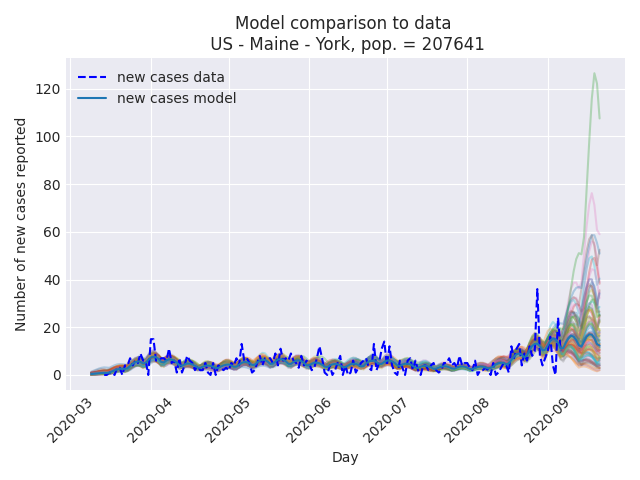 Model comparison to data
US - Maine - York, pop. = 207641
new cases data
new cases model
Number of new cases reported
120
100
80
60
40
20
0
2020-03
2020-04
2020-05
2020-06
2020-07
2020-08
2020-09
Day